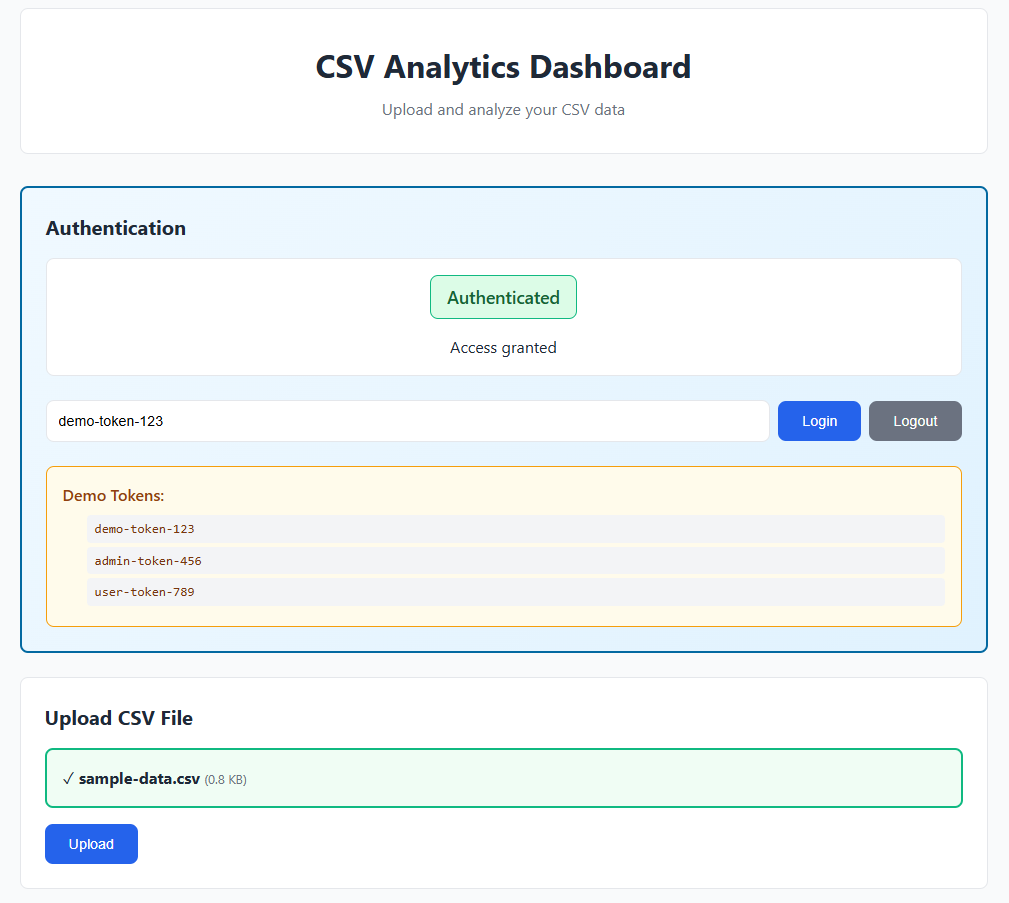 CSV Analytics Dashboard
Upload and analyze your CSV data
Authentication
Authenticated
Access granted
demo-token-123 Login Logout
Demo Tokens:
demo-token-123
admin-token-456
user-token-789
Upload CSV File
✓ sample-data.csv (0.8 KB)
Upload